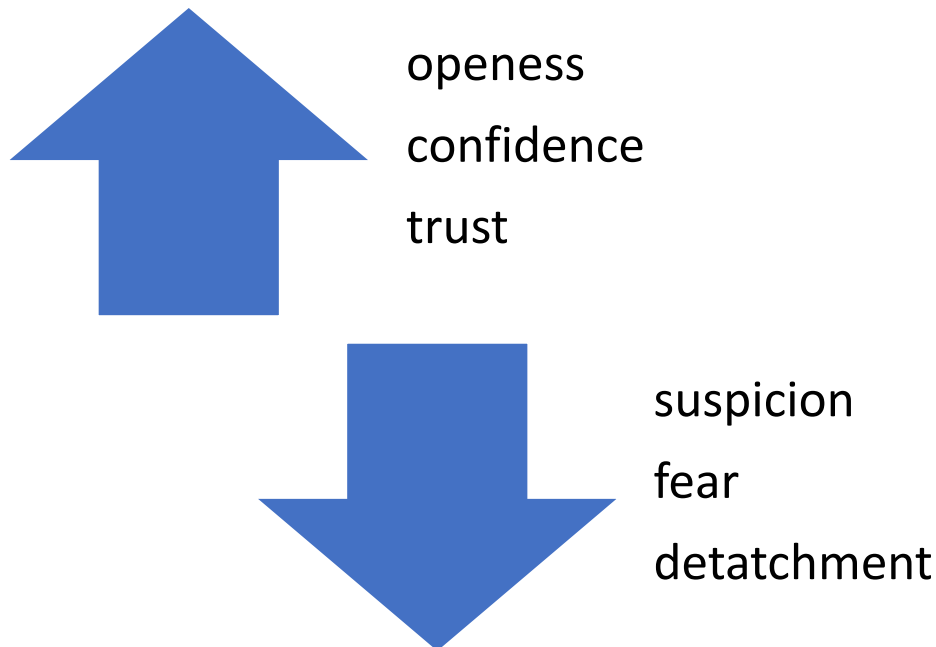 openess
confidence
trust
suspicion
fear
detatchment